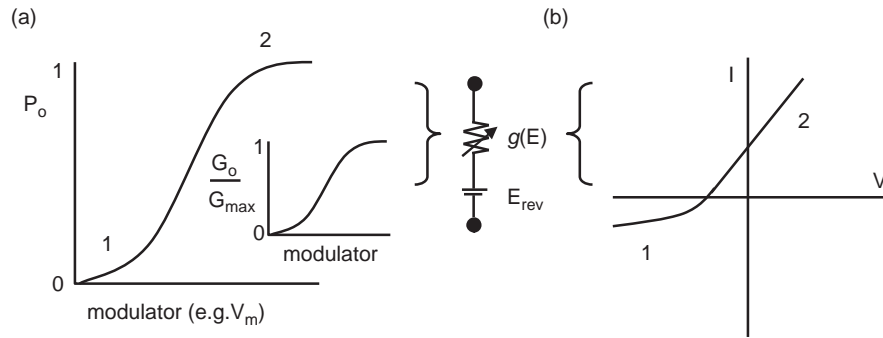 (a)
1
2
P_o
1
0
modulator (e.g.V_m)
1
G_o
G_max
0
modulator
g(E)
E_rev
(b)
I
2
V
1